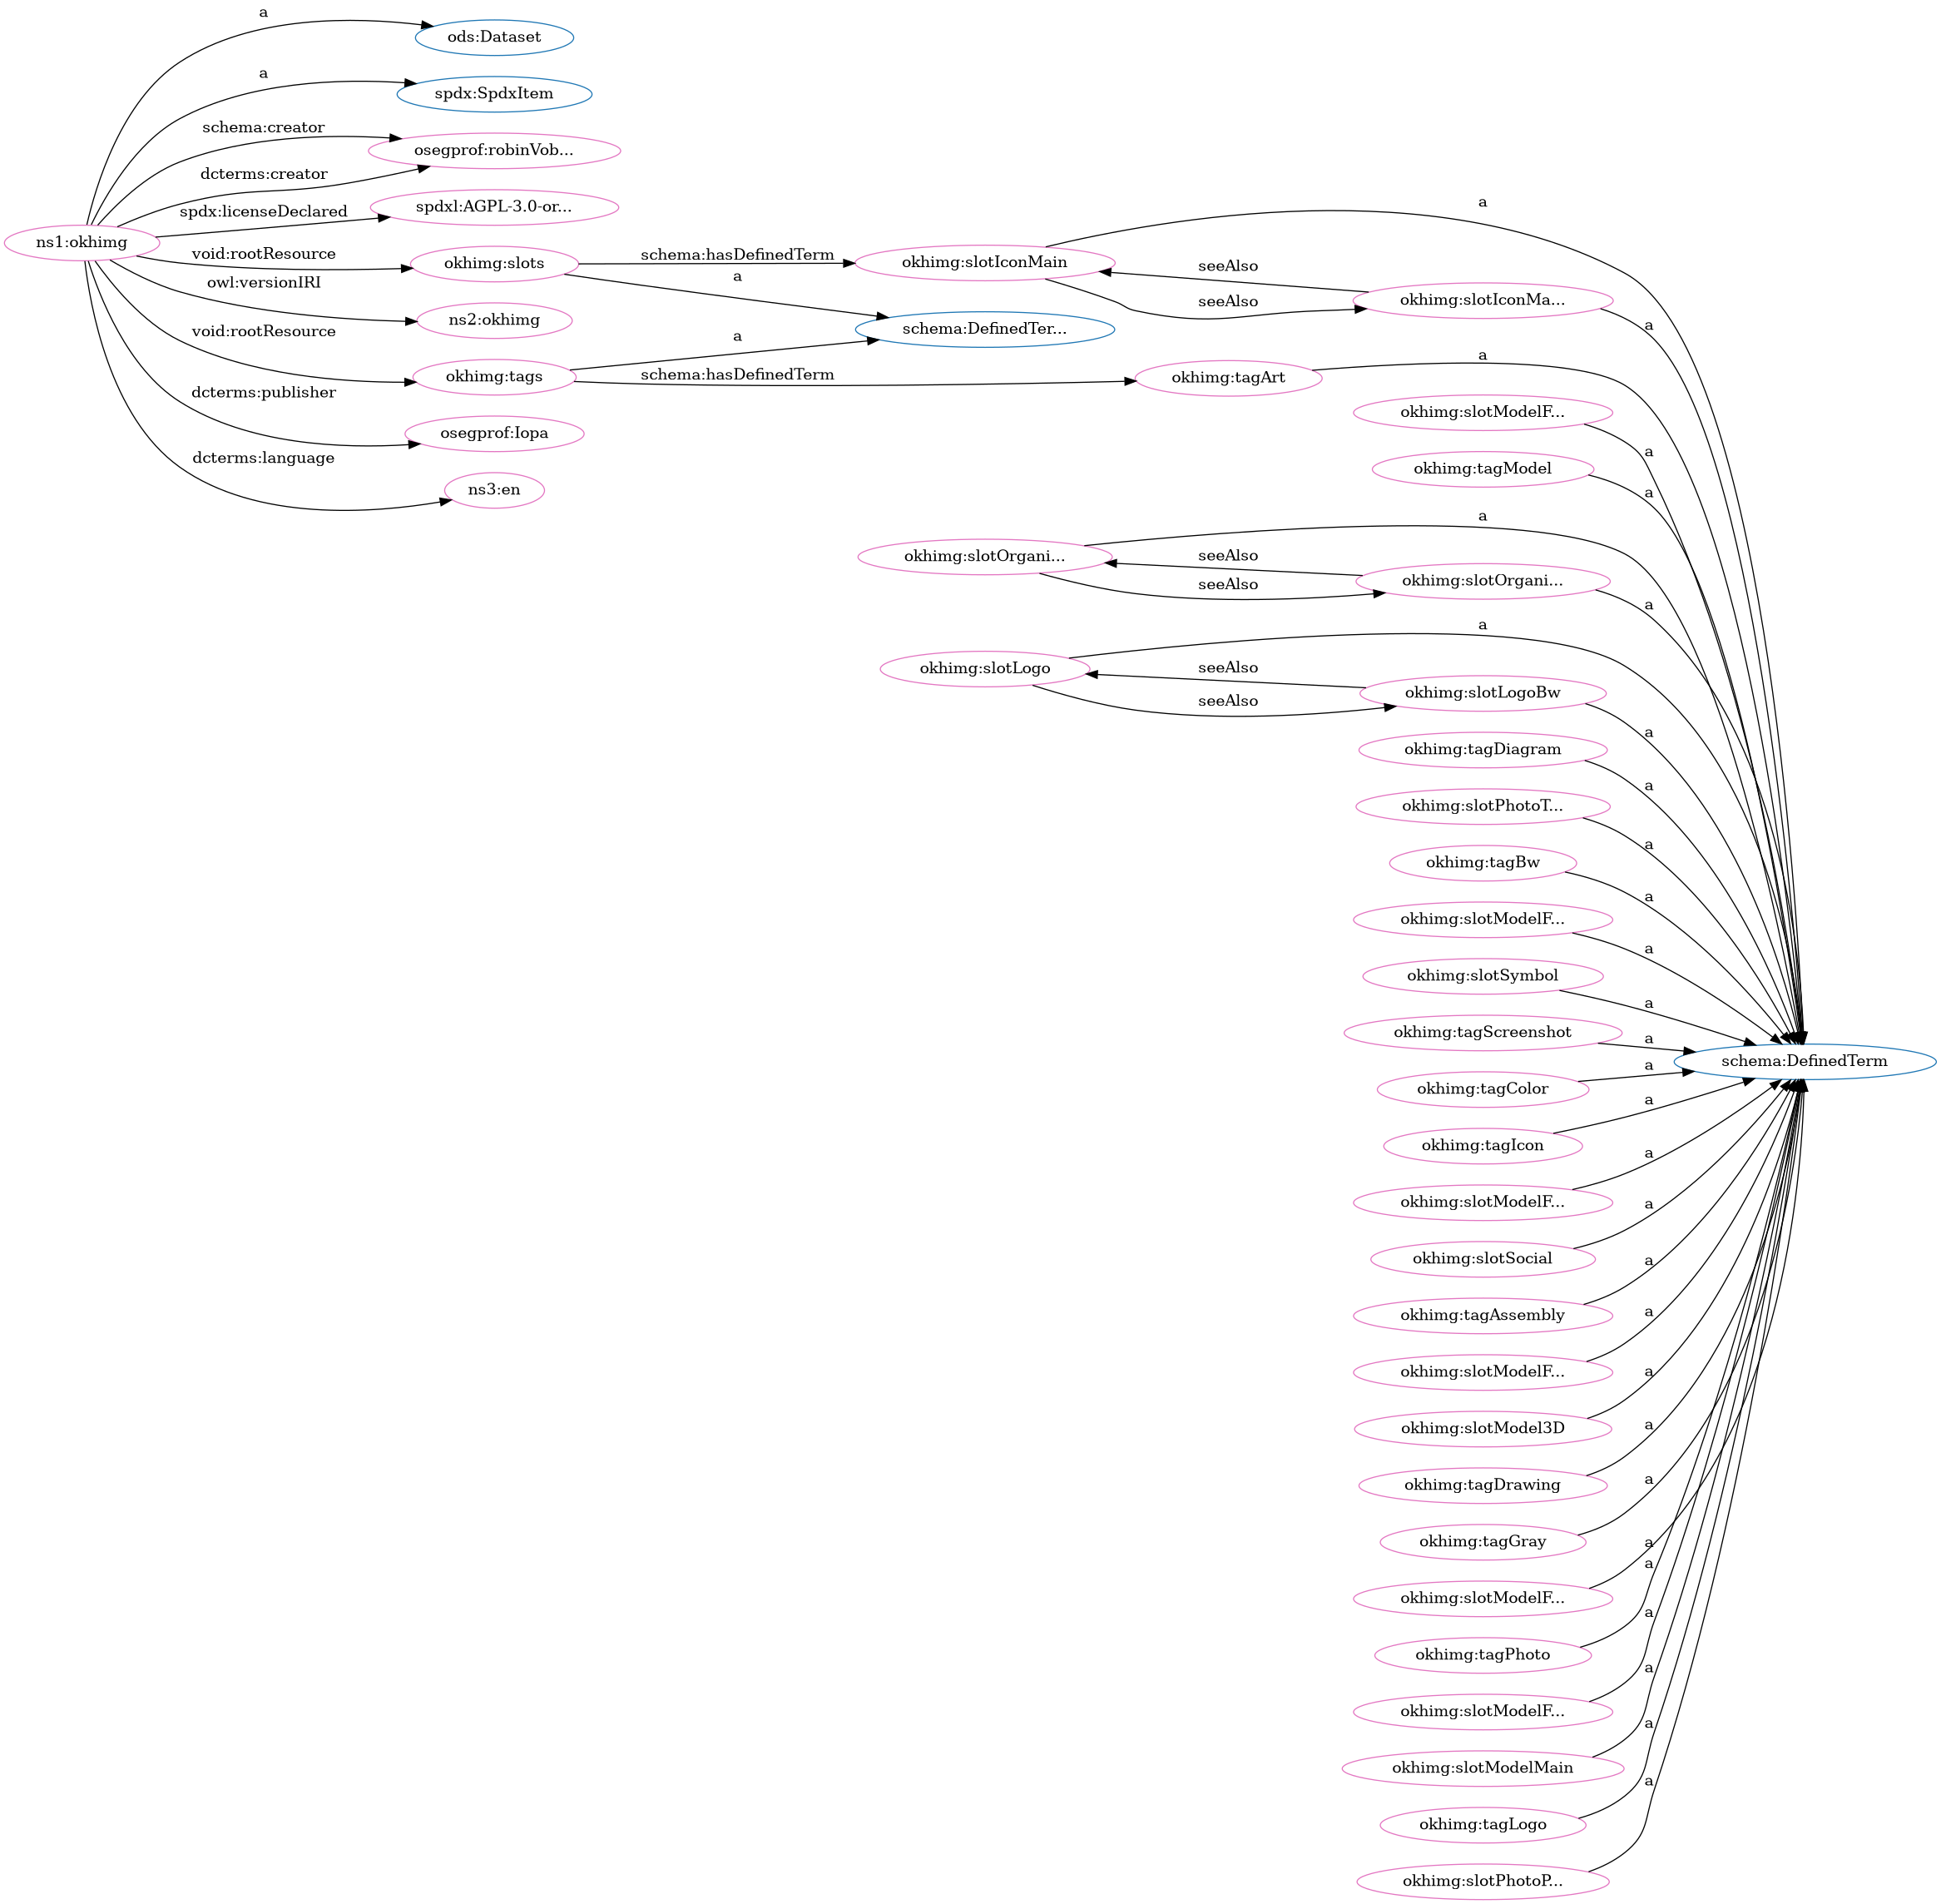 a
ods:Dataset
a
spdx:SpdxItem
schema:creator
osegprof:robinVob...
dcterms:creator
spdx:licenseDeclared
spdxl:AGPL-3.0-or...
ns1:okhimg
void:rootResource
okhimg:slots
owl:versionIRI
ns2:okhimg
void:rootResource
okhimg:tags
dcterms:publisher
osegprof:Iopa
dcterms:language
ns3:en
schema:hasDefinedTerm
a
a
schema:hasDefinedTerm
okhimg:slotIconMain
schema:DefinedTer...
okhimg:tagArt
a
seeAlso
okhimg:slotIconMa...
seeAlso
a
a
okhimg:slotModelF...
a
okhimg:tagModel
a
a
okhimg:slotOrgani...
seeAlso
okhimg:slotOrgani...
seeAlso
a
a
okhimg:slotLogo
seeAlso
okhimg:slotLogoBw
seeAlso
a
okhimg:tagDiagram
a
okhimg:slotPhotoT...
a
okhimg:tagBw
a
okhimg:slotModelF...
a
okhimg:slotSymbol
a
okhimg:tagScreenshot
a
schema:DefinedTerm
okhimg:tagColor
a
okhimg:tagIcon
a
okhimg:slotModelF...
a
okhimg:slotSocial
a
okhimg:tagAssembly
a
okhimg:slotModelF...
a
okhimg:slotModel3D
a
okhimg:tagDrawing
a
okhimg:tagGray
a
okhimg:slotModelF...
a
okhimg:tagPhoto
a
okhimg:slotModelF...
a
okhimg:slotModelMain
a
okhimg:tagLogo
a
okhimg:slotPhotoP...
a